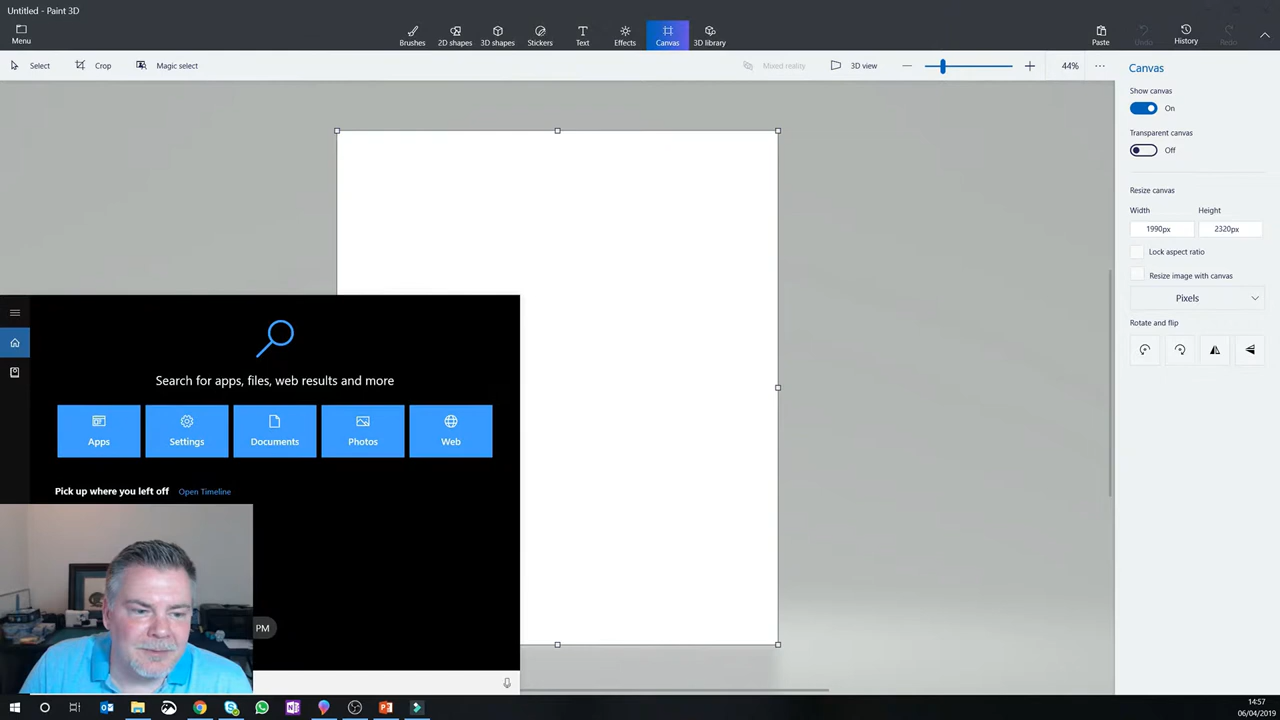 Untitled - Paint 3D
Menu
Brushes
2D shapes
3D shapes
Stickers
Text
Effects
Canvas
3D library
Paste
Undo
History
Redo
Select
Crop
Magic select
Mixed reality
3D view
44%
Canvas
Show canvas
On
Transparent canvas
Off
Resize canvas
Width
Height
1990px
2320px
Lock aspect ratio
Resize image with canvas
Pixels
Rotate and flip
Search for apps, files, web results and more
Apps
Settings
Documents
Photos
Web
Pick up where you left off
Open Timeline
PM
14:57
06/04/2019